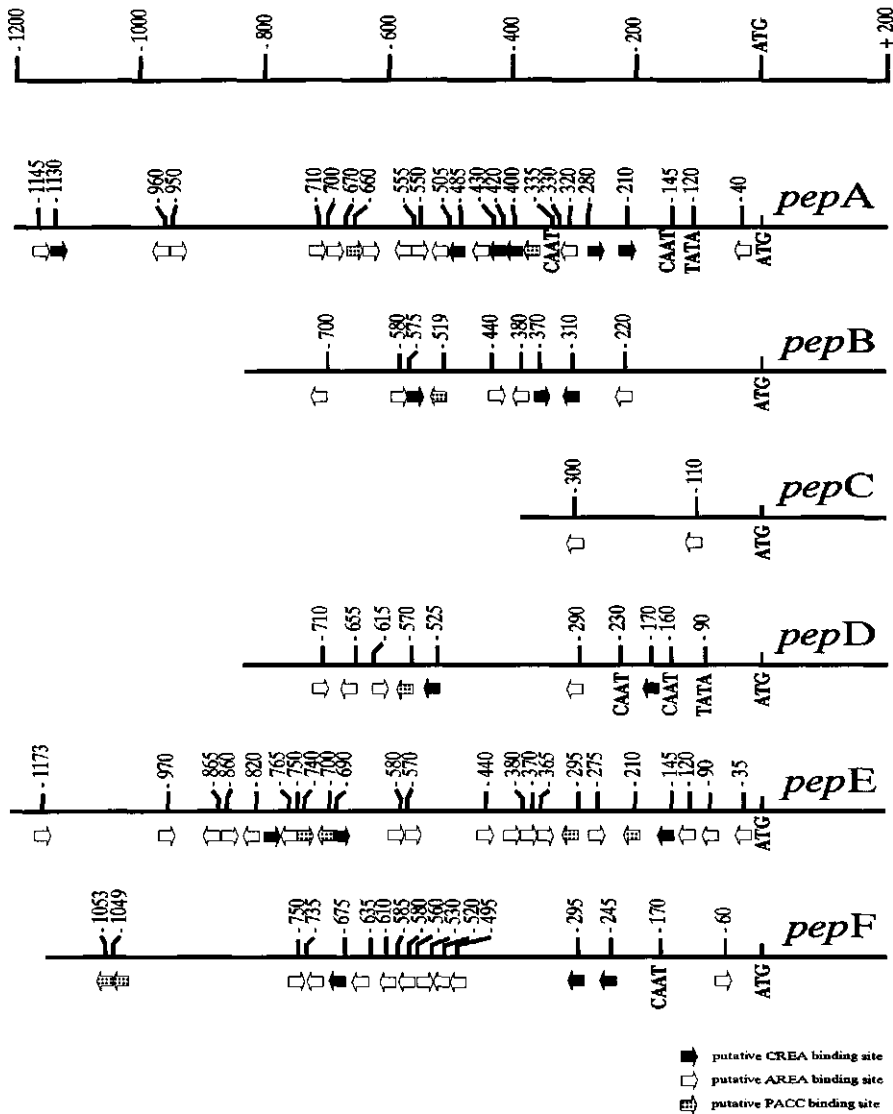 - 1200 - 1000 - 800 - 600 - 400 - 200 ATG + 200
- 1145 - 1130 - 960 - 950 - 710 - 700 - 670 - 660 - 555 - 550 - 505 - 485 - 430 - 420 - 400 - 335 - 330 - 320 - 280 - 210 - 145 - 120 - 40
pepA
CAAT CAAT TATA ATG
- 700 - 580 - 575 - 519 - 440 - 380 - 370 - 310 - 220
pepB
ATG
- 300 - 110
pepC
ATG
- 710 - 655 - 615 - 570 - 525 - 290 - 230 - 170 - 160 - 90
pepD
CAAT CAAT TATA ATG
- 1173 - 970 - 865 - 860 - 820 - 765 - 750 - 740 - 700 - 690 - 580 - 570 - 440 - 380 - 370 - 365 - 295 - 275 - 210 - 145 - 120 - 90 - 35
pepE
ATG
- 1053 - 1049 - 750 - 735 - 675 - 635 - 610 - 585 - 580 - 560 - 530 - 520 - 495 - 295 - 245 - 170 - 60
pepF
CAAT ATG
putative CREA binding site
putative AREA binding site
putative PACC binding site